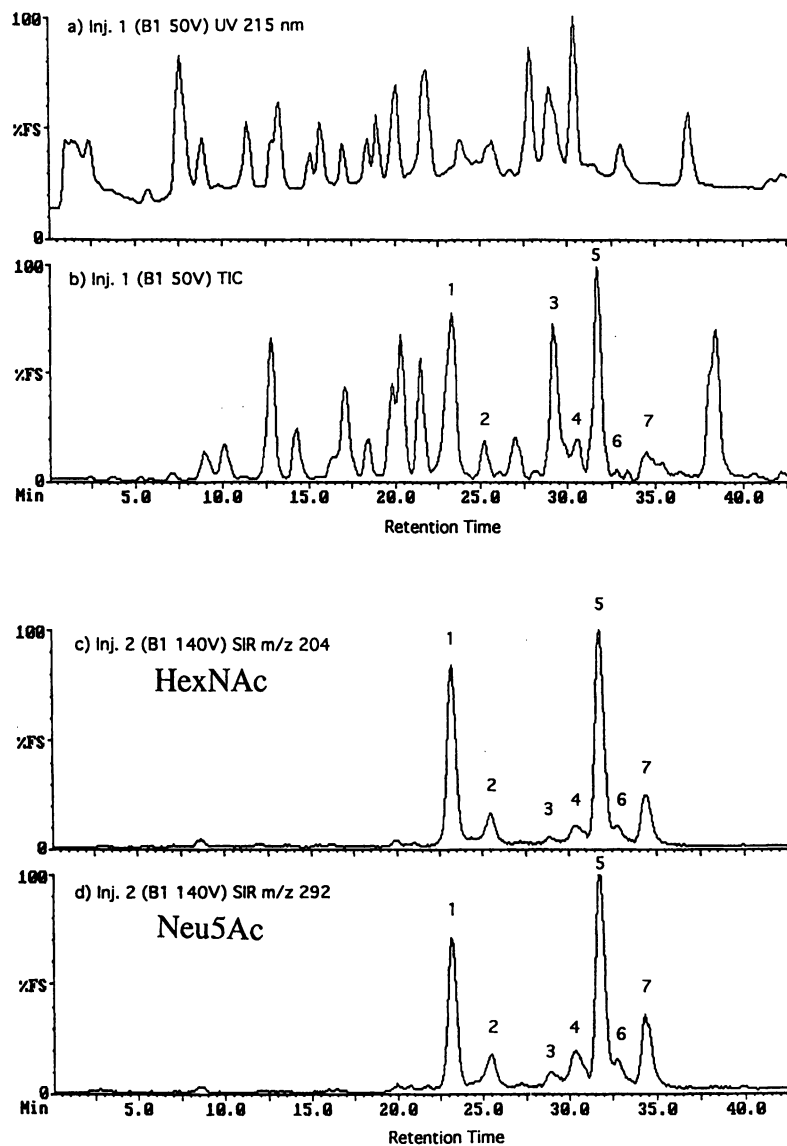 100
a) Inj. 1 (B1 50V) UV 215 nm
%FS
0
100
b) Inj. 1 (B1 50V) TIC
5
1
3
%FS
2
4
6
7
0
Min 5.0 10.0 15.0 20.0 25.0 30.0 35.0 40.0
Retention Time
100
c) Inj. 2 (B1 140V) SIR m/z 204
HexNAc
5
1
%FS
2
3
4
6
7
0
100
d) Inj. 2 (B1 140V) SIR m/z 292
Neu5Ac
5
1
%FS
2
3
4
6
7
0
Min 5.0 10.0 15.0 20.0 25.0 30.0 35.0 40.0
Retention Time